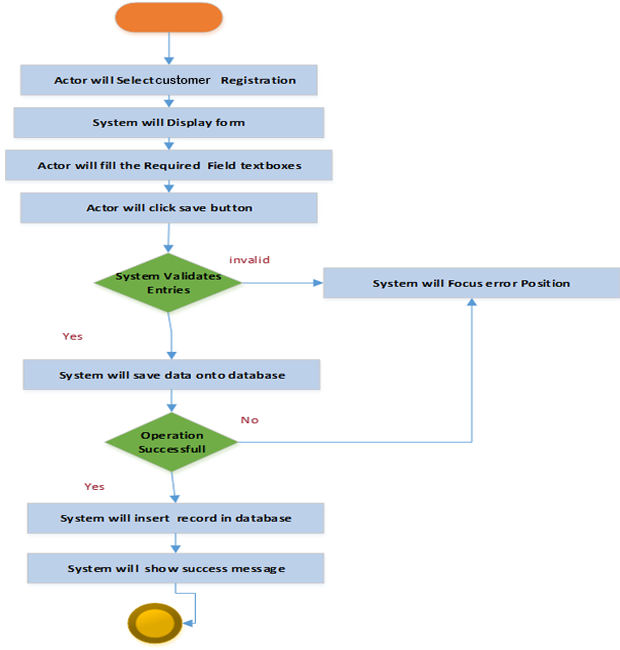 Actor will Select customer Registration
System will Display form
Actor will fill the Required Field textboxes
Actor will click save button
invalid
System Validates
Entries
System will Focus error Position
Yes
System will save data onto database
No
Operation
Successfull
Yes
System will insert record in database
System will show success message